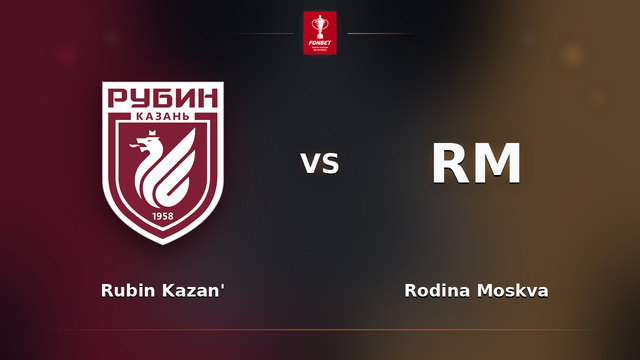 FONBET
РУБИН
КАЗАНЬ
1958
VS
RM
Rubin Kazan'
Rodina Moskva